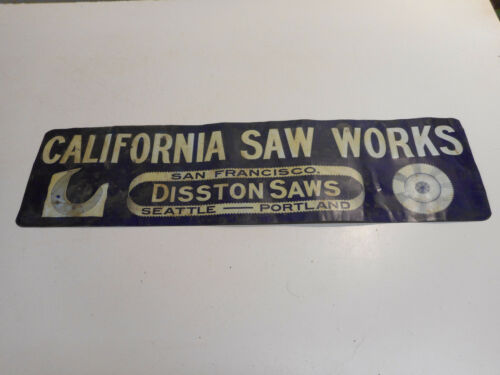 CALIFORNIA SAW WORKS
SAN FRANCISCO.
DISSTON SAWS
SEATTLE — PORTLAND